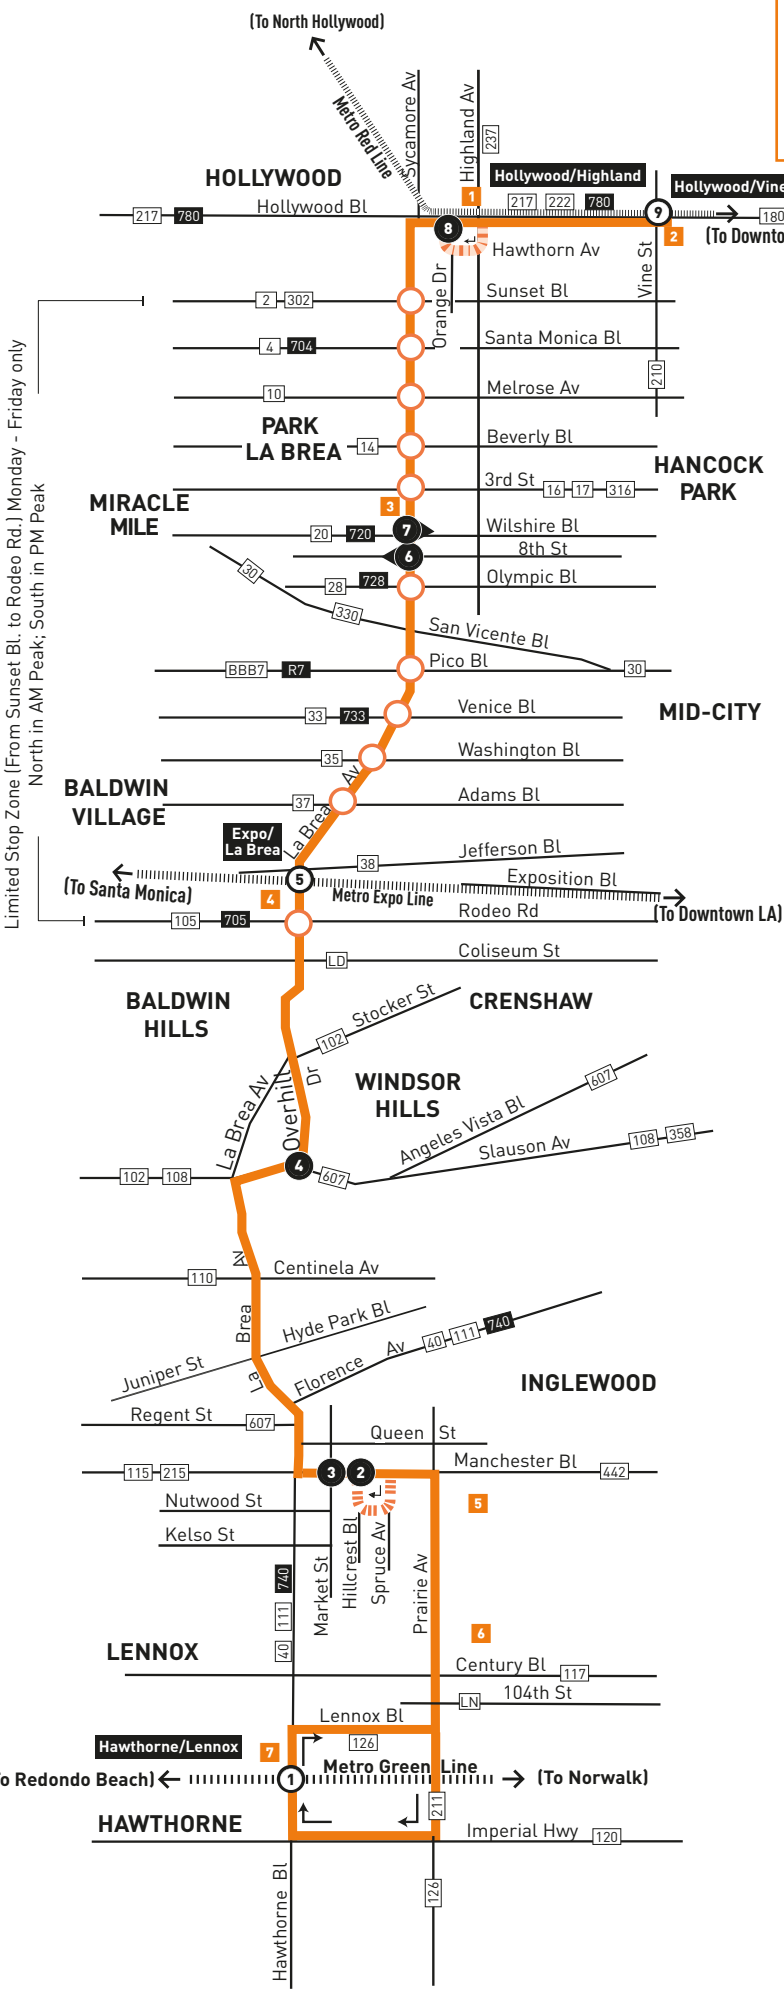 (To North Hollywood)
Metro Red Line
Sycamore Av
Highland Av
237
HOLLYWOOD
1
Hollywood/Highland
Hollywood/Vine
217 780
Hollywood Bl
217 222 780
9
180
8
2
(To Downto
Hawthorn Av
Orange Dr
Vine St
2 302
Sunset Bl
4 704
Santa Monica Bl
210
10
Melrose Av
PARK
LA BREA
14
Beverly Bl
HANCOCK
PARK
3rd St
16 17 316
MIRACLE
MILE
3
20 720
7
Wilshire Bl
6
8th St
30
28 728
Olympic Bl
330
San Vicente Bl
BBB7 R7
Pico Bl
30
33 733
Venice Bl
MID-CITY
35
Washington Bl
BALDWIN
VILLAGE
37
Adams Bl
La Brea Av
Limited Stop Zone (From Sunset Bl. to Rodeo Rd.) Monday - Friday only
North in AM Peak; South in PM Peak
Expo/
La Brea
38
Jefferson Bl
5
Exposition Bl
(To Santa Monica)
4
Metro Expo Line
(To Downtown LA)
105 705
Rodeo Rd
LD
Coliseum St
BALDWIN
HILLS
CRENSHAW
102
Stocker St
La Brea Av
Overhill Dr
WINDSOR
HILLS
607
Angeles Vista Bl
Slauson Av
108 358
102 108
4
607
La Brea Av
110
Centinela Av
Juniper St
Hyde Park Bl
Florence Av
40 111 740
INGLEWOOD
Regent St
607
Queen St
115 215
3
2
Manchester Bl
442
5
Nutwood St
Kelso St
Market St
Hillcrest Bl
Spruce Av
Prairie Av
40 111 740
6
LENNOX
Century Bl
117
LN
104th St
Lennox Bl
126
Hawthorne/Lennox
7
Metro Green Line
o Redondo Beach)
1
(To Norwalk)
211
HAWTHORNE
Imperial Hwy
120
126
Hawthorne Bl